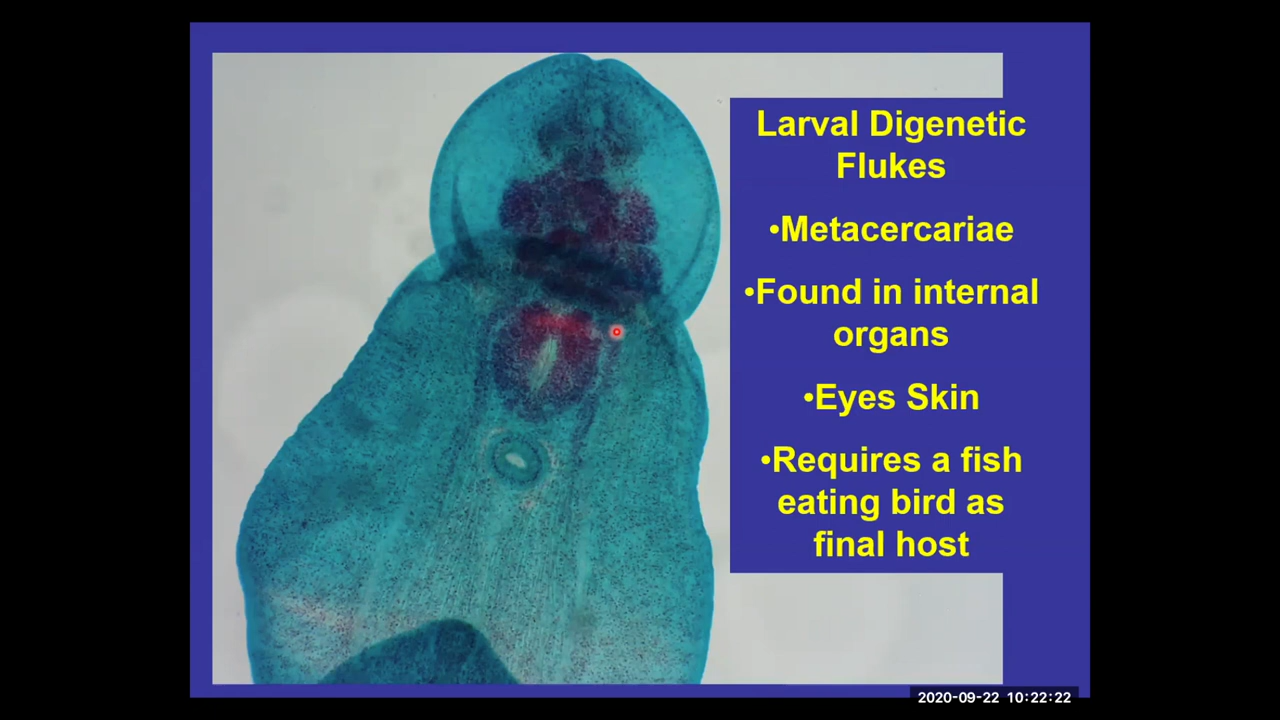 Larval Digenetic
Flukes
•Metacercariae
•Found in internal
organs
•Eyes Skin
•Requires a fish
eating bird as
final host
2020-09-22 10:22:22